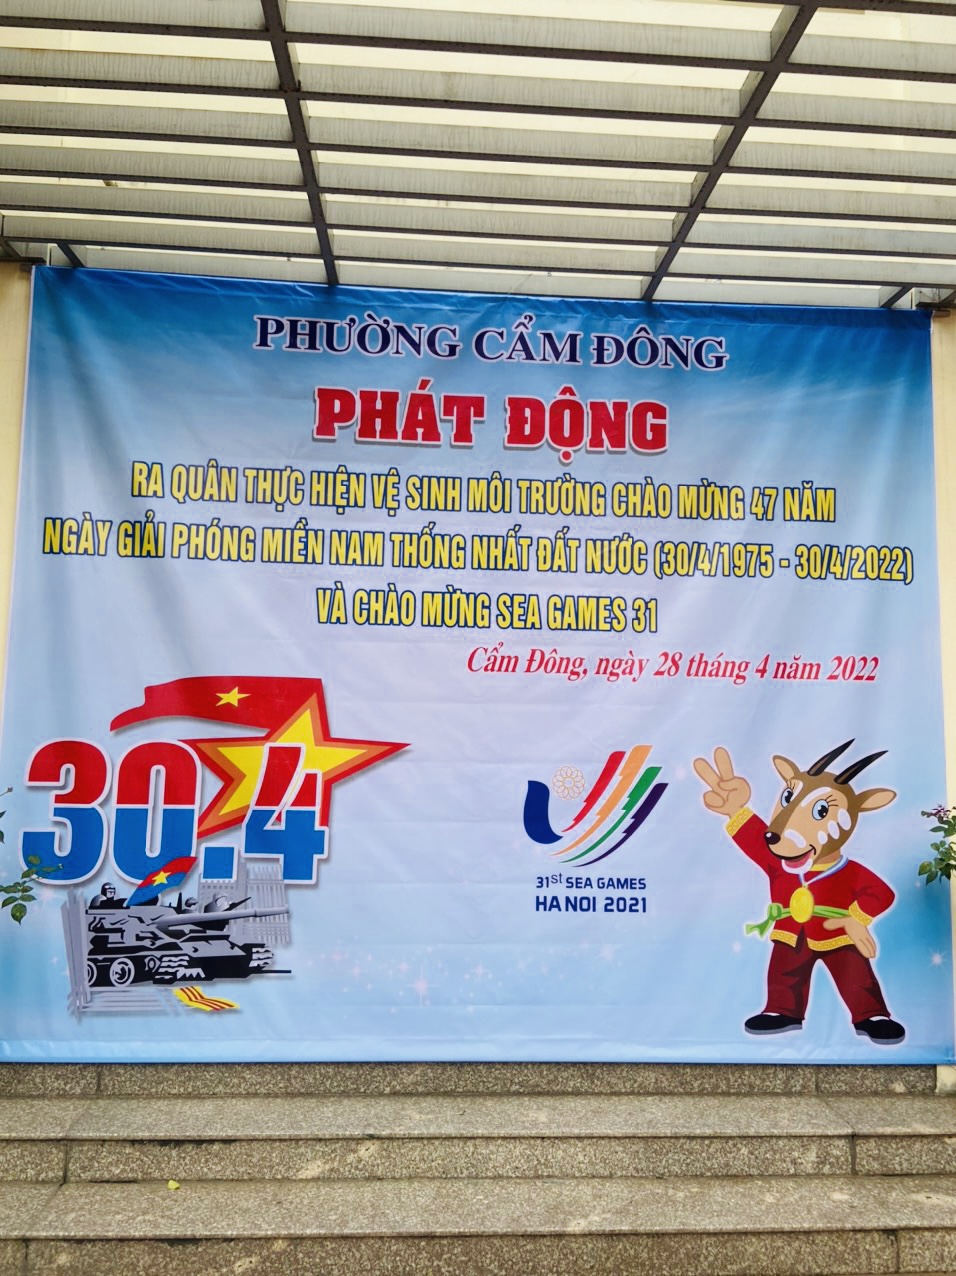 PHƯỜNG CẨM ĐÔNG
PHÁT ĐỘNG
RA QUÂN THỰC HIỆN VỆ SINH MÔI TRƯỜNG CHÀO MỪNG 47 NĂM
NGÀY GIẢI PHÓNG MIỀN NAM THỐNG NHẤT ĐẤT NƯỚC (30/4/1975 - 30/4/2022)
VÀ CHÀO MỪNG SEA GAMES 31
Cẩm Đông, ngày 28 tháng 4 năm 2022
30.4
31st SEA GAMES
HA NOI 2021